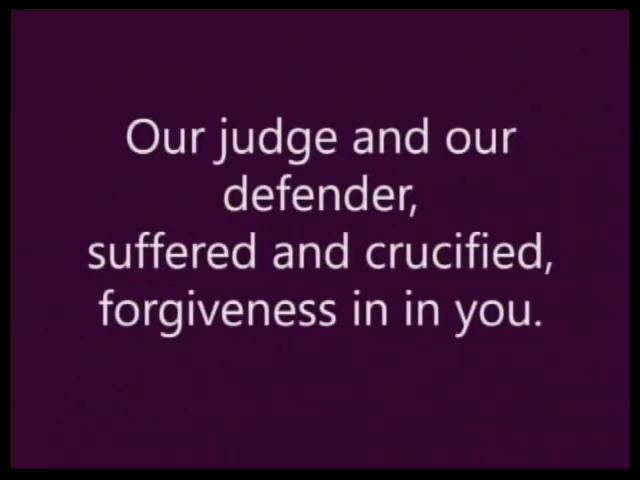 Our judge and our
defender,
suffered and crucified,
forgiveness in in you.